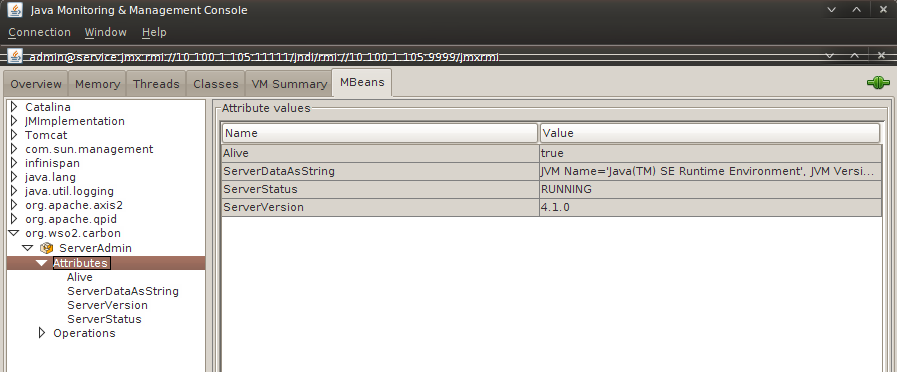 Java Monitoring & Management Console
Connection Window Help
admin@service:jmx:rmi://10.100.1.105:11111/jndi/rmi://10.100.1.105:9999/jmxrmi
Overview Memory Threads Classes VM Summary MBeans
Catalina
JMImplementation
Tomcat
com.sun.management
infinispan
java.lang
java.util.logging
org.apache.axis2
org.apache.qpid
org.wso2.carbon
ServerAdmin
Attributes
Alive
ServerDataAsString
ServerVersion
ServerStatus
Operations
Attribute values
Name Value
Alive true
ServerDataAsString JVM Name='Java(TM) SE Runtime Environment', JVM Versi...
ServerStatus RUNNING
ServerVersion 4.1.0